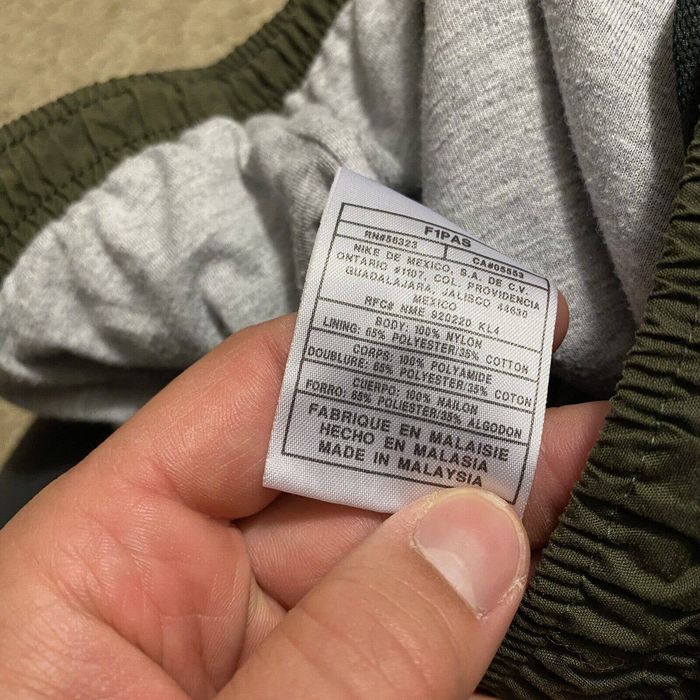 F1PAS
RN#56323 CA#05553
NIKE DE MEXICO, S.A. DE C.V.
ONTARIO #1107, COL. PROVIDENCIA
GUADALAJARA, JALISCO 44630
MEXICO
RFC# NME 920220 KL4
BODY: 100% NYLON
LINING: 65% POLYESTER/35% COTTON
CORPS: 100% POLYAMIDE
DOUBLURE: 65% POLYESTER/35% COTON
CUERPO: 100% NAILON
FORRO: 65% POLIESTER/35% ALGODON
FABRIQUE EN MALAISIE
HECHO EN MALASIA
MADE IN MALAYSIA